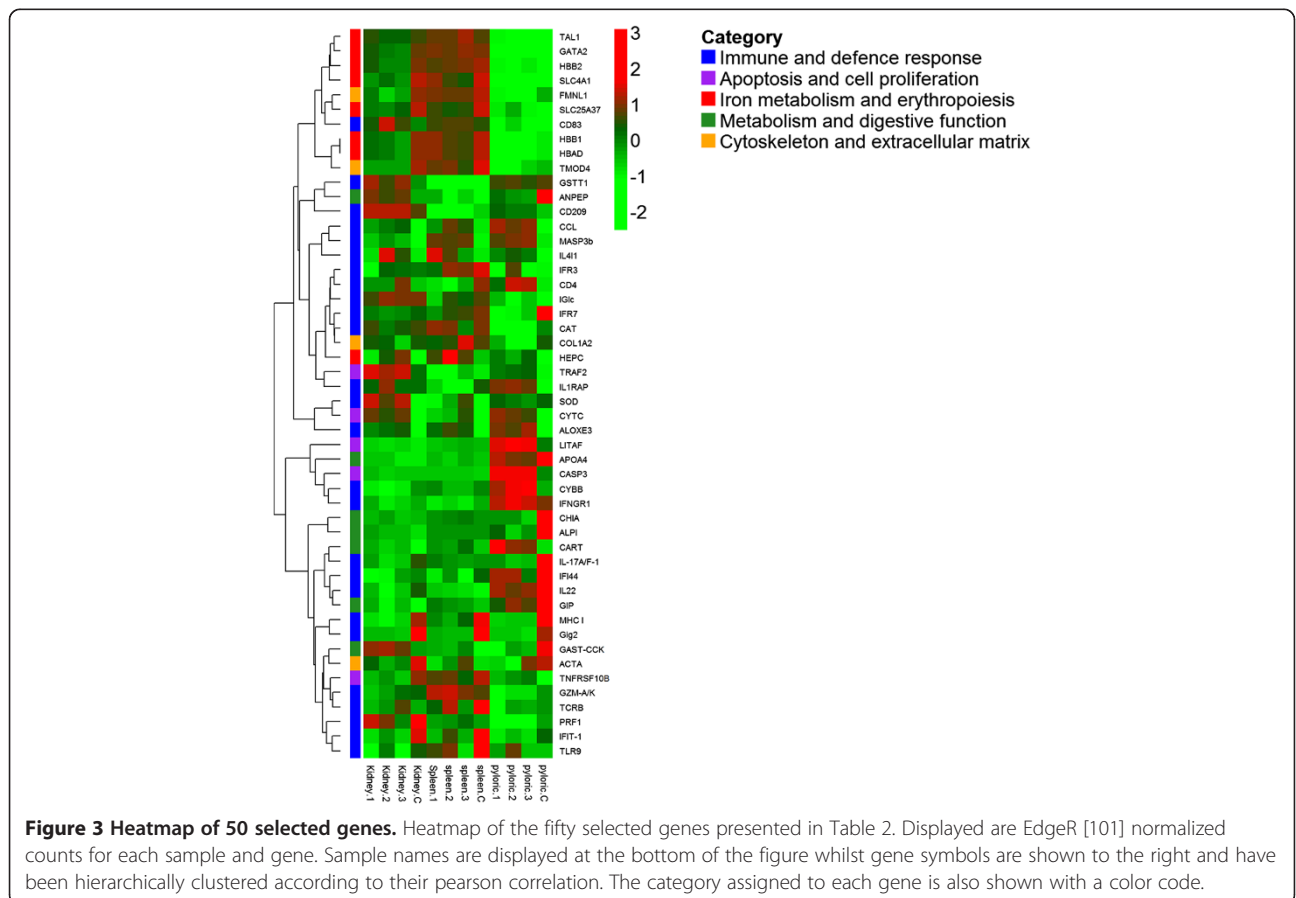 TAL1
GATA2
HBB2
SLC4A1
FMNL1
SLC25A37
CD83
HBB1
HBAD
TMOD4
GSTT1
ANPEP
CD209
CCL
MASP3b
IL4I1
IFR3
CD4
IGlc
IFR7
CAT
COL1A2
HEPC
TRAF2
IL1RAP
SOD
CYTC
ALOXE3
LITAF
APOA4
CASP3
CYBB
IFNGR1
CHIA
ALPI
CART
IL-17A/F-1
IFI44
IL22
GIP
MHC I
Gig2
GAST-CCK
ACTA
TNFRSF10B
GZM-A/K
TCRB
PRF1
IFIT-1
TLR9
Kidney.1
Kidney.2
Kidney.3
Kidney.C
Spleen.1
spleen.2
spleen.3
spleen.C
pyloric.1
pyloric.2
pyloric.3
pyloric.C
3
2
1
0
-1
-2
Category
Immune and defence response
Apoptosis and cell proliferation
Iron metabolism and erythropoiesis
Metabolism and digestive function
Cytoskeleton and extracellular matrix
Figure 3 Heatmap of 50 selected genes. Heatmap of the fifty selected genes presented in Table 2. Displayed are EdgeR [101] normalized
counts for each sample and gene. Sample names are displayed at the bottom of the figure whilst gene symbols are shown to the right and have
been hierarchically clustered according to their pearson correlation. The category assigned to each gene is also shown with a color code.